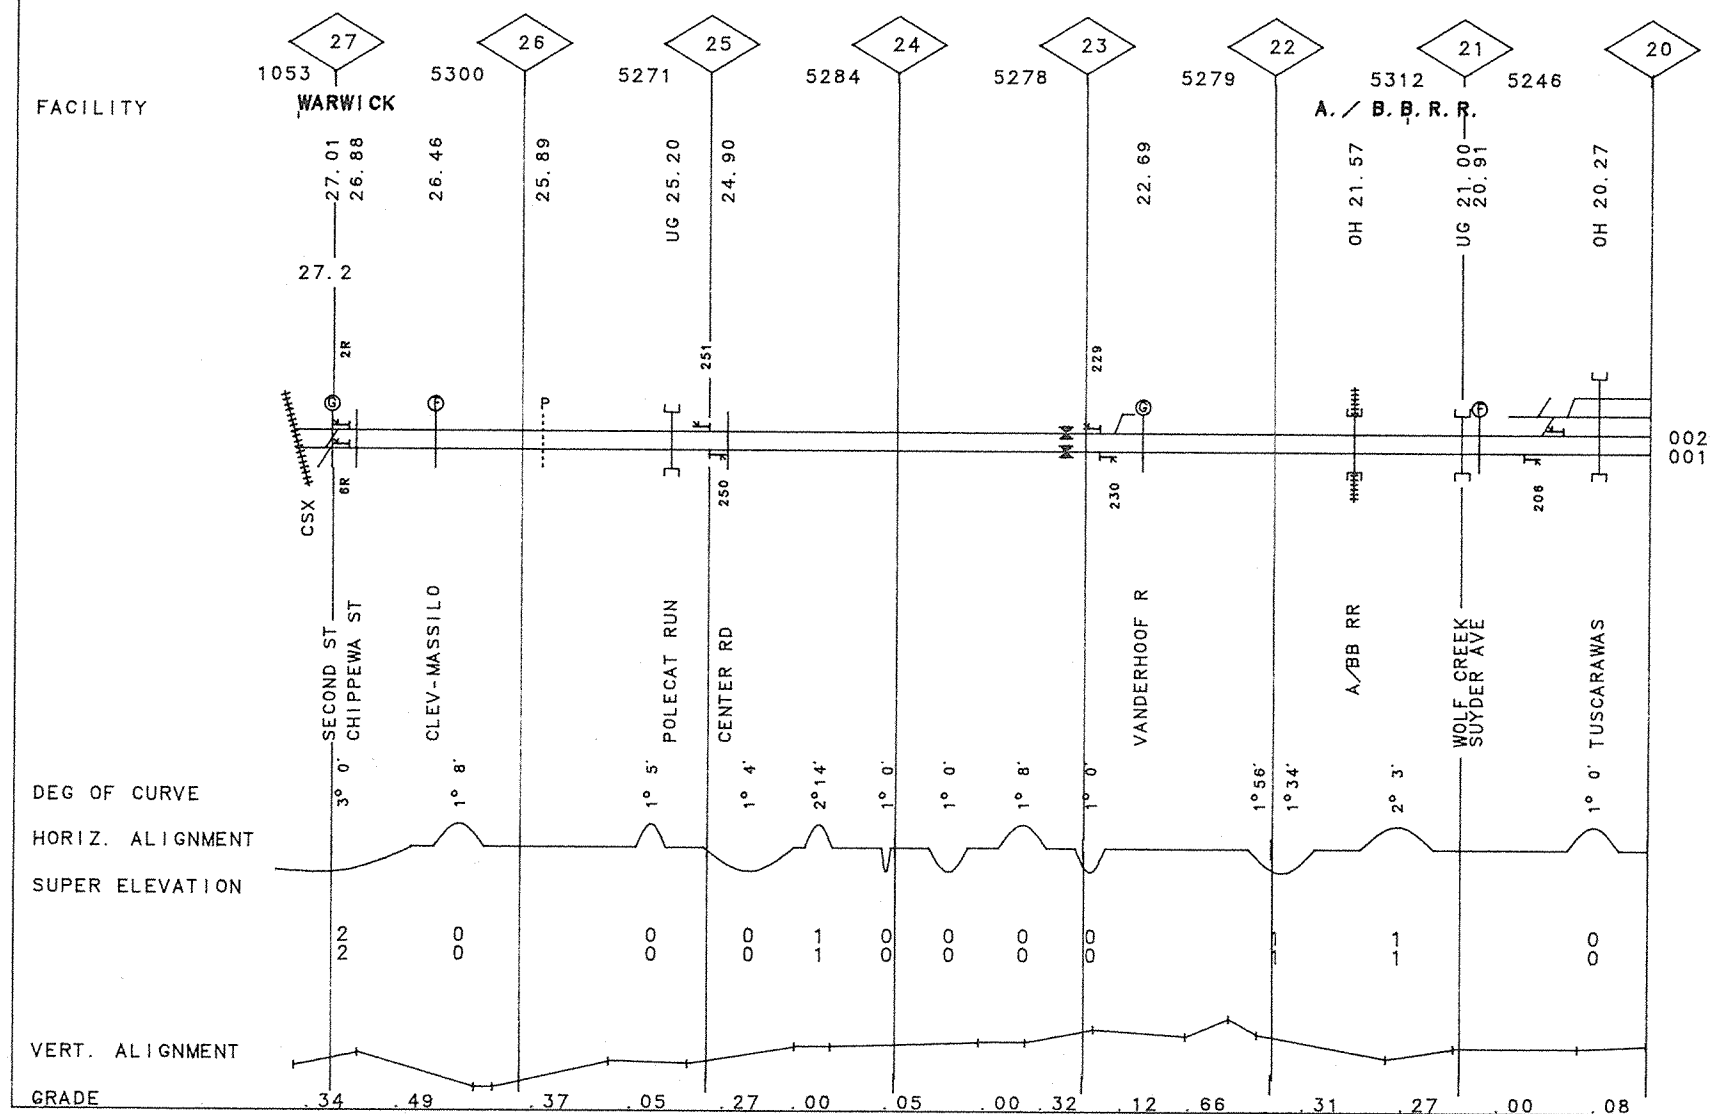 27 26 25 24 23 22 21 20
1053 5300 5271 5284 5278 5279 5312 5246
FACILITY WARWICK A. / B. B. R. R.
27.01
26.88
26.46
25.89
UG 25.20
24.90
22.69
OH 21.57
UG 21.00
20.91
OH 20.27
27.2
2R
251
229
G F P G F
002
001
6R
250
230
206
CSX
SECOND ST
CHIPPEWA ST
CLEV-MASSILO
POLECAT RUN
CENTER RD
VANDERHOOF R
A/BB RR
WOLF CREEK
SUYDER AVE
TUSCARAWAS
DEG OF CURVE 3° 0' 1° 8' 1° 5' 1° 4' 2°14' 1° 0' 1° 0' 1° 8' 1° 0' 1°56' 1°34' 2° 3' 1° 0'
HORIZ. ALIGNMENT
SUPER ELEVATION
2 0 0 0 1 0 0 0 0 1 1 0
2 0 0 0 1 0 0 0 0 1 1 0
VERT. ALIGNMENT
GRADE .34 .49 .37 .05 .27 .00 .05 .00 .32 .12 .66 .31 .27 .00 .08